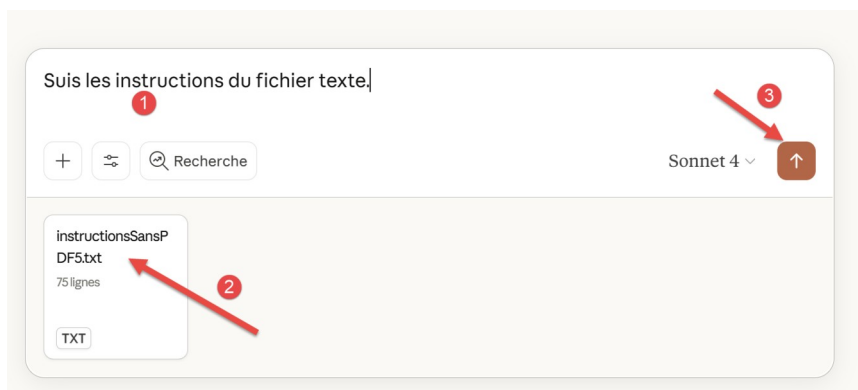 Suis les instructions du fichier texte.
1
3
Recherche
Sonnet 4
instructionsSansP
DF5.txt
75 lignes
2
TXT